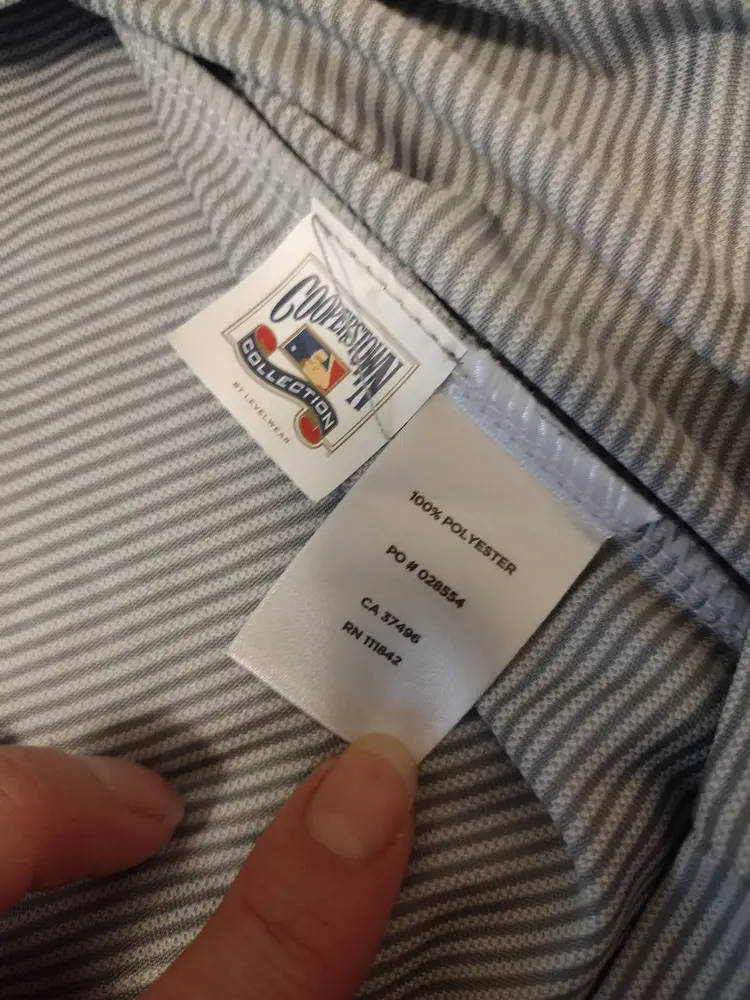 COOPERSTOWN
COLLECTION
BY LEVELWEAR
100% POLYESTER
PO # 028554
CA 37496
RN 111842